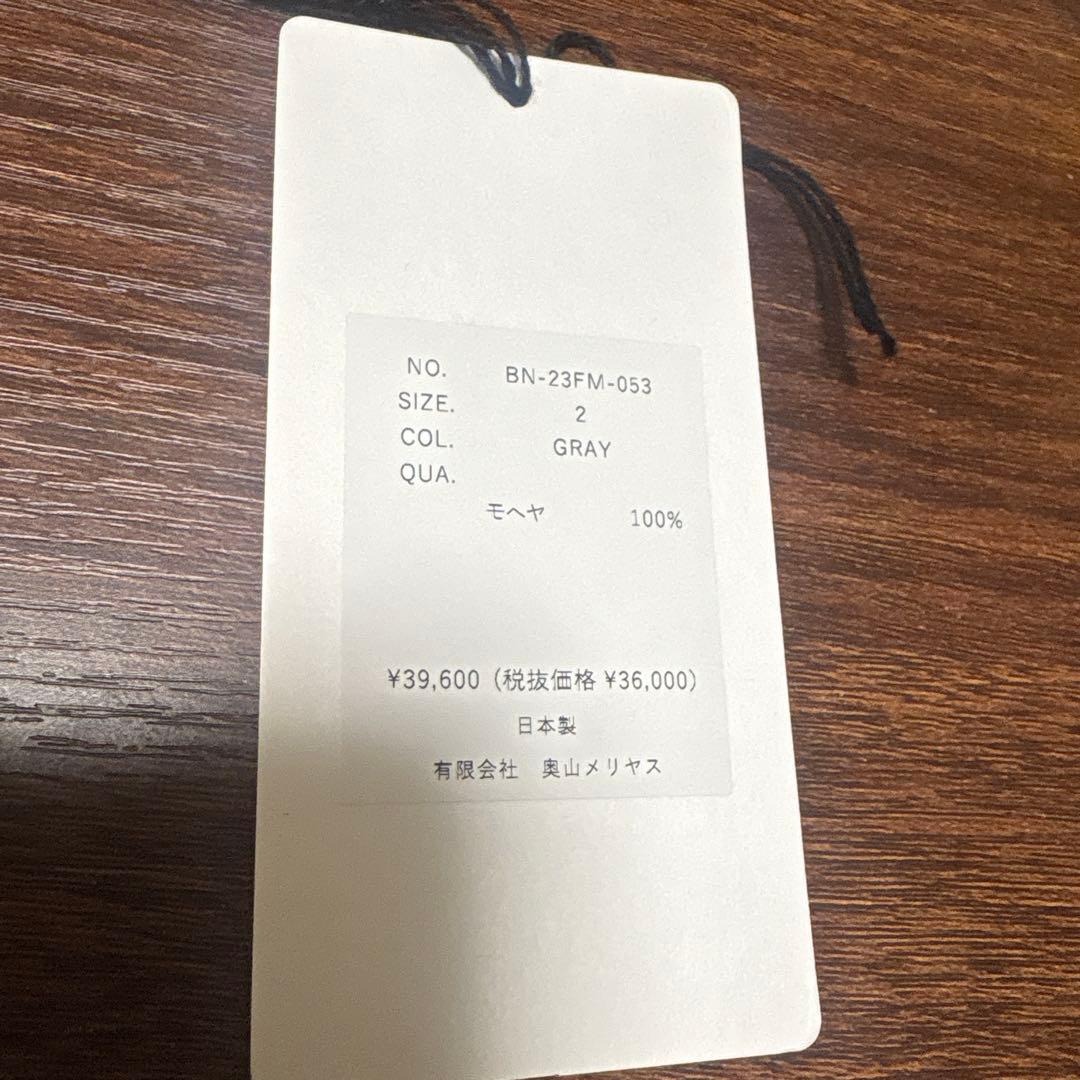 NO. BN-23FM-053
SIZE. 2
COL. GRAY
QUA.
モヘヤ 100%
¥39,600 (税抜価格 ¥36,000)
日本製
有限会社 奥山メリヤス